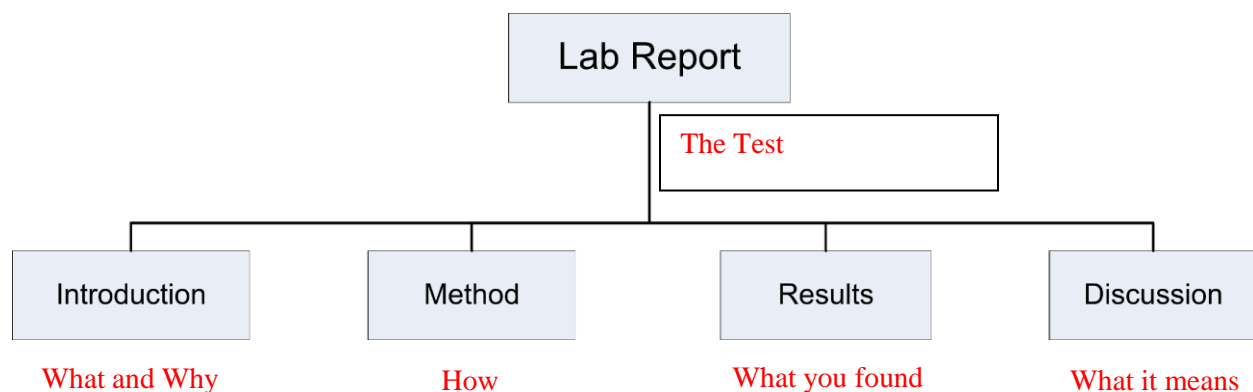 Lab Report
The Test
Introduction
Method
Results
Discussion
What and Why
How
What you found
What it means